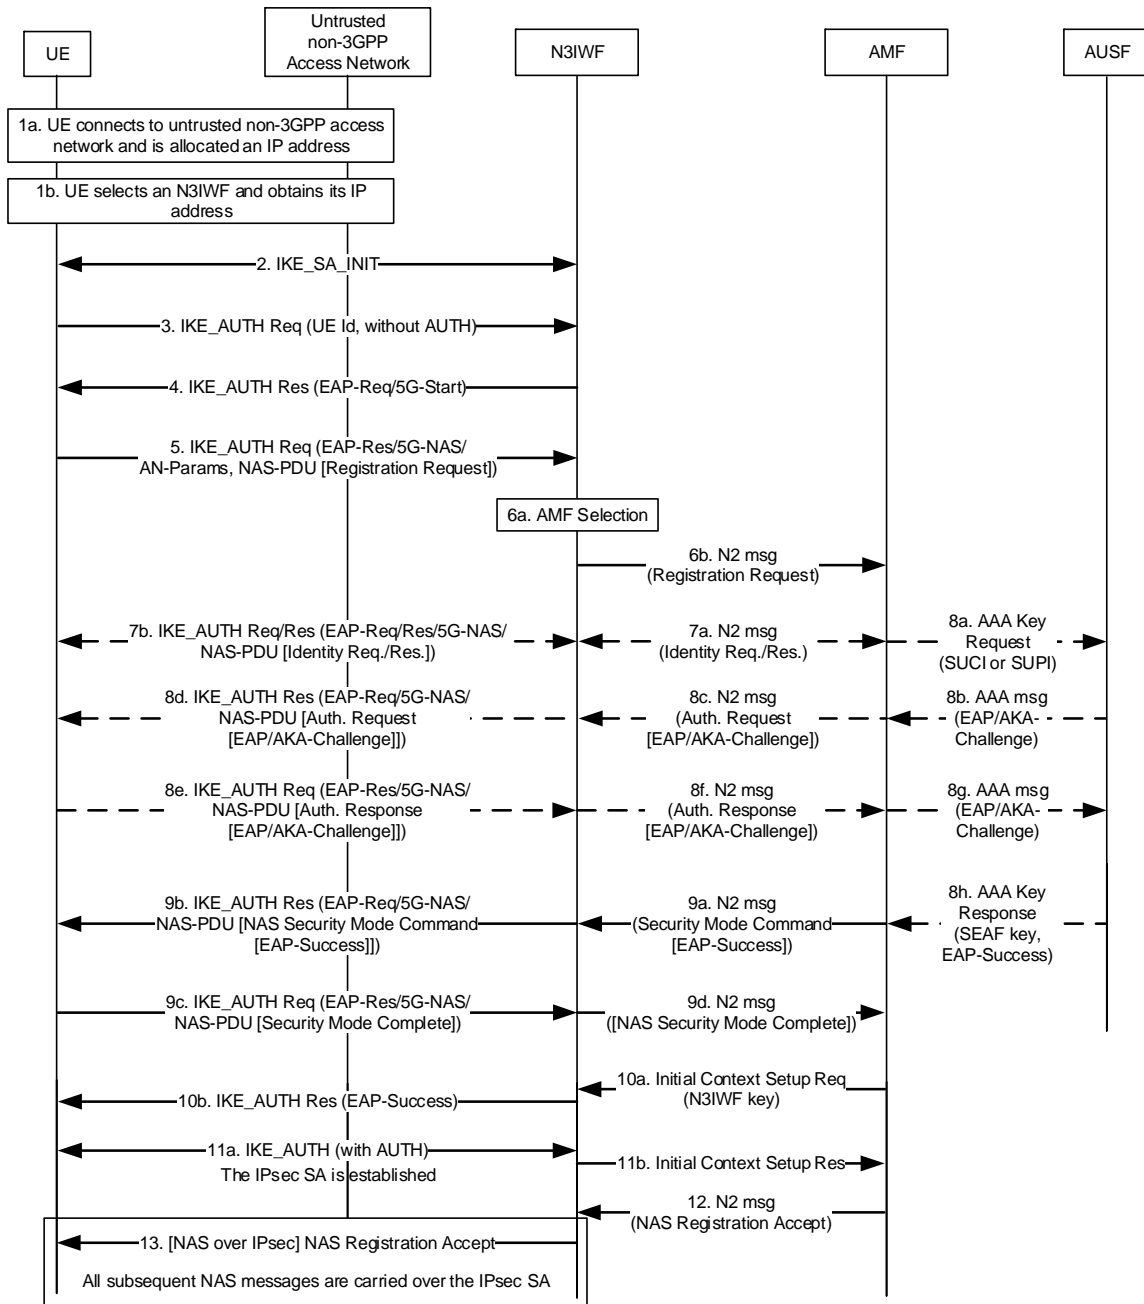 UE
Untrusted
non-3GPP
Access Network
N3IWF
AMF
AUSF
1a. UE connects to untrusted non-3GPP access
network and is allocated an IP address
1b. UE selects an N3IWF and obtains its IP
address
2. IKE_SA_INIT
3. IKE_AUTH Req (UE Id, without AUTH)
4. IKE_AUTH Res (EAP-Req/5G-Start)
5. IKE_AUTH Req (EAP-Res/5G-NAS/
AN-Params, NAS-PDU [Registration Request])
6a. AMF Selection
6b. N2 msg
(Registration Request)
7b. IKE_AUTH Req/Res (EAP-Req/Res/5G-NAS/
NAS-PDU [Identity Req./Res.])
7a. N2 msg
(Identity Req./Res.)
8a. AAA Key
Request
(SUCI or SUPI)
8d. IKE_AUTH Res (EAP-Req/5G-NAS/
NAS-PDU [Auth. Request
[EAP/AKA-Challenge]])
8c. N2 msg
(Auth. Request
[EAP/AKA-Challenge])
8b. AAA msg
(EAP/AKA-
Challenge)
8e. IKE_AUTH Req (EAP-Res/5G-NAS/
NAS-PDU [Auth. Response
[EAP/AKA-Challenge]])
8f. N2 msg
(Auth. Response
[EAP/AKA-Challenge])
8g. AAA msg
(EAP/AKA-
Challenge)
9b. IKE_AUTH Res (EAP-Req/5G-NAS/
NAS-PDU [NAS Security Mode Command
[EAP-Success]])
9a. N2 msg
(Security Mode Command
[EAP-Success])
8h. AAA Key
Response
(SEAF key,
EAP-Success)
9c. IKE_AUTH Req (EAP-Res/5G-NAS/
NAS-PDU [Security Mode Complete])
9d. N2 msg
([NAS Security Mode Complete])
10a. Initial Context Setup Req
(N3IWF key)
10b. IKE_AUTH Res (EAP-Success)
11a. IKE_AUTH (with AUTH)
The IPsec SA is established
11b. Initial Context Setup Res
12. N2 msg
(NAS Registration Accept)
13. [NAS over IPsec] NAS Registration Accept
All subsequent NAS messages are carried over the IPsec SA